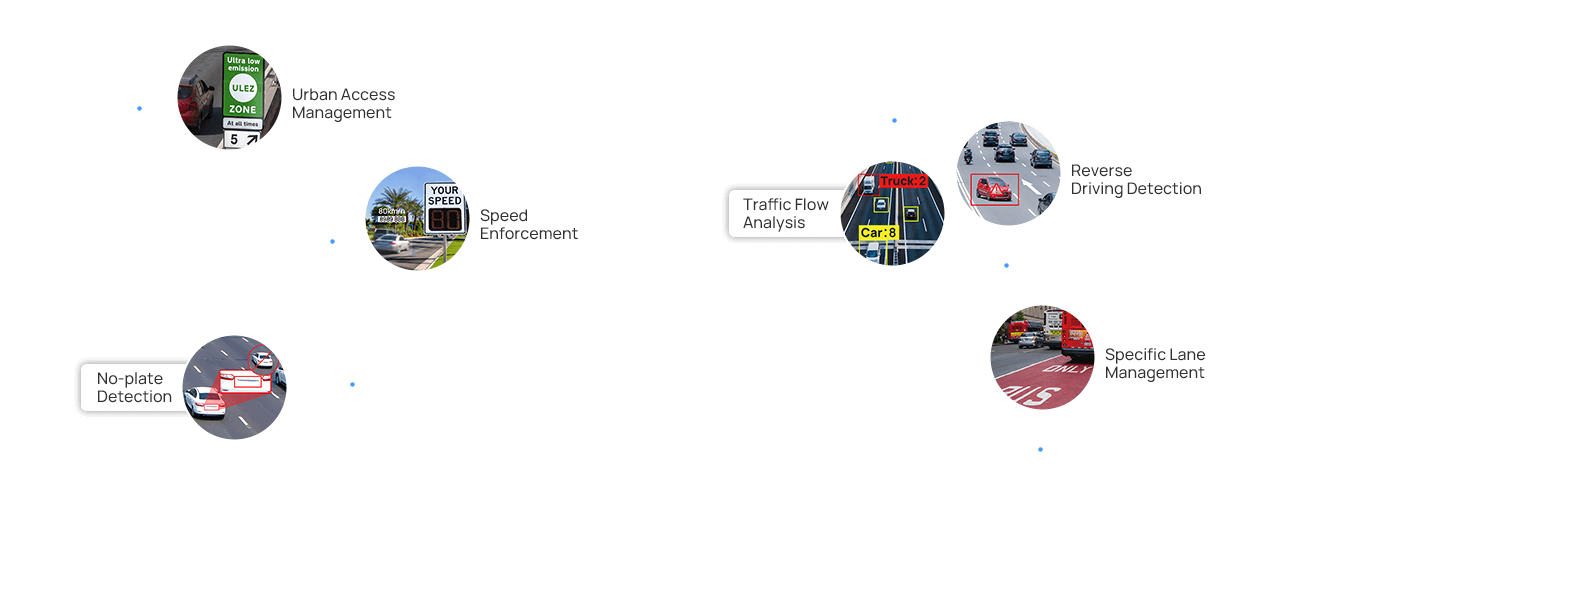 Ultra low
emission
ULEZ
ZONE
At all times
5
Urban Access
Management
YOUR
SPEED
80
80km/h
Speed
Enforcement
No-plate
Detection
Traffic Flow
Analysis
Truck:2
Car:8
Reverse
Driving Detection
ONLY
BUS
Specific Lane
Management